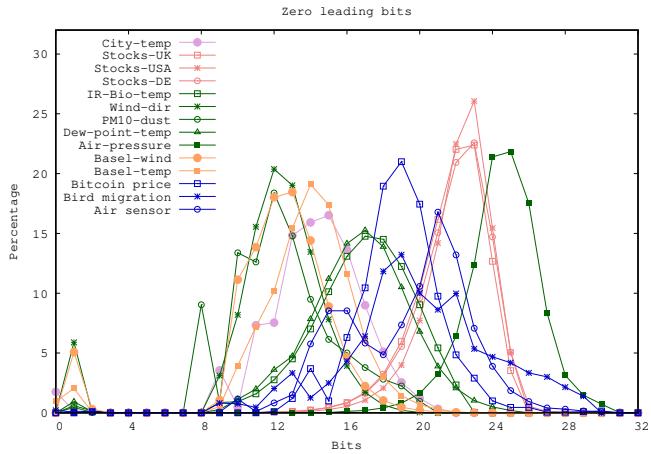 Zero leading bits
City-temp
Stocks-UK
Stocks-USA
Stocks-DE
IR-Bio-temp
Wind-dir
PM10-dust
Dew-point-temp
Air-pressure
Basel-wind
Basel-temp
Bitcoin price
Bird migration
Air sensor
Percentage
30
25
20
15
10
5
0
0 4 8 12 16 20 24 28 32
Bits